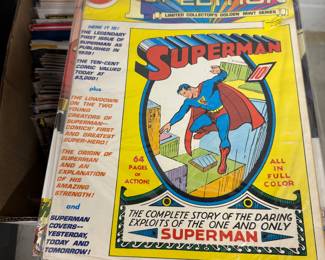 LIMITED COLLECTOR'S GOLDEN MINT SERIES
HERE IT IS!
THE LEGENDARY
FIRST ISSUE OF
SUPERMAN AS
PUBLISHED IN
1939!
THE TEN-CENT
COMIC VALUED
TODAY AT
$3,000!
plus
THE LOWDOWN
ON THE TWO
YOUNG
CREATORS OF
SUPERMAN—
COMICS' FIRST
AND GREATEST
SUPER-HERO!
THE ORIGIN OF
SUPERMAN
AND AN
EXPLANATION
OF HIS
AMAZING
STRENGTH!
and
SUPERMAN
COVERS—
YESTERDAY,
TODAY AND
TOMORROW!
SUPERMAN
10¢
64
PAGES
OF
ACTION!
ALL
IN
FULL
COLOR
THE COMPLETE STORY OF THE DARING
EXPLOITS OF THE ONE AND ONLY
SUPERMAN